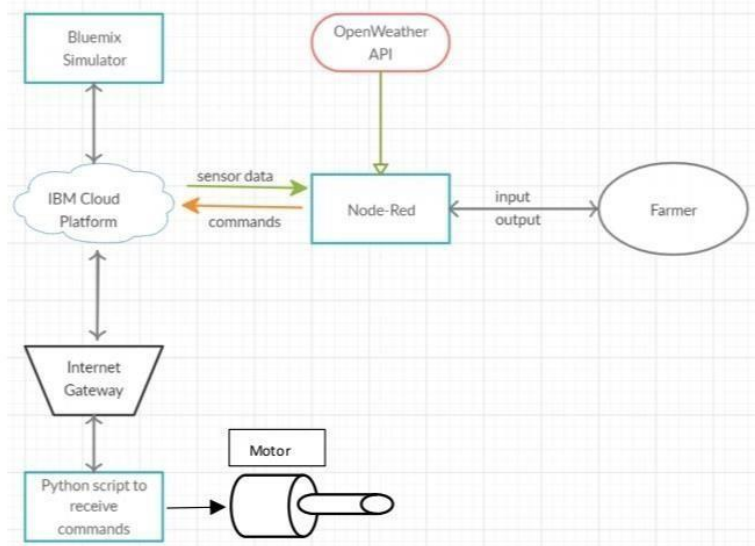 Bluemix
Simulator
OpenWeather
API
IBM Cloud
Platform
sensor data
commands
Node-Red
input
output
Farmer
Internet
Gateway
Motor
Python script to
receive
commands